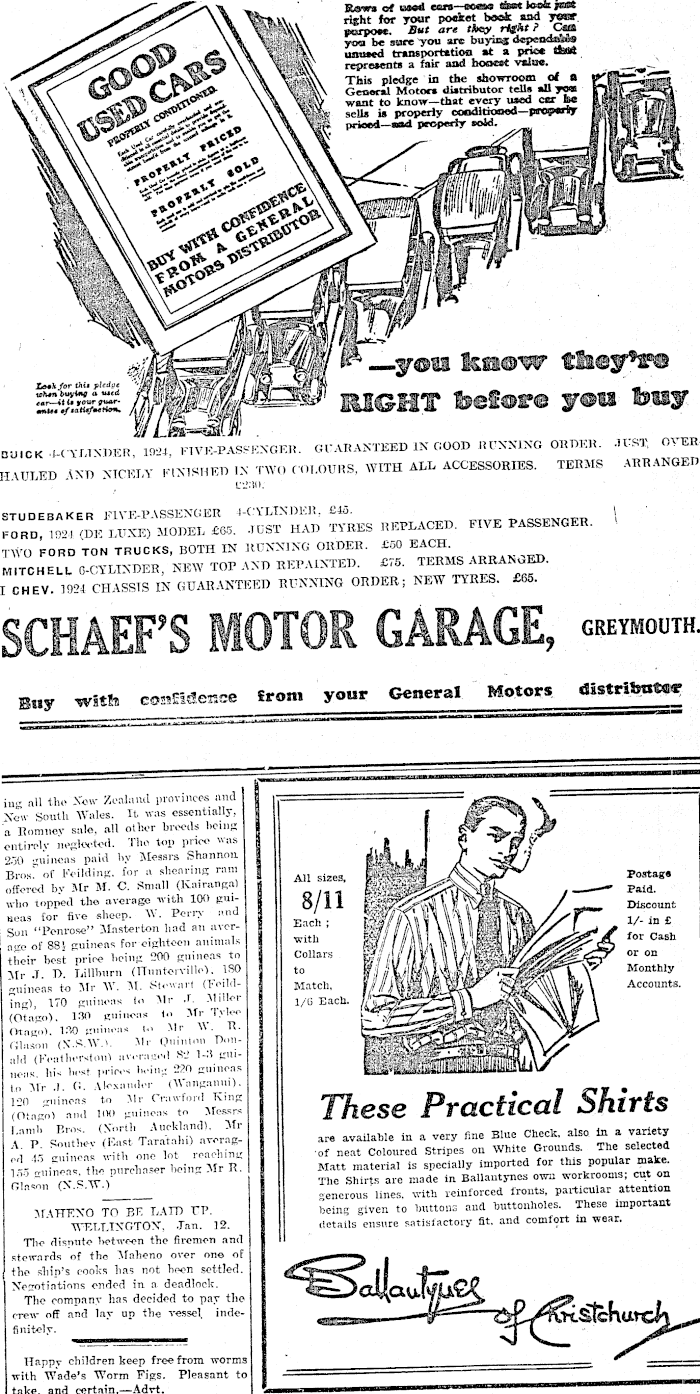 GOOD
USED CARS
PROPERLY CONDITIONED
PROPERLY PRICED
PROPERLY SOLD
BUY WITH CONFIDENCE
FROM A GENERAL
MOTORS DISTRIBUTOR
Rows of used cars—some that look just
right for your pocket book and your
purpose. But are they right? Can
you be sure you are buying dependable
unused transportation at a price that
represents a fair and honest value.
This pledge in the showroom of a
General Motors distributor tells all you
want to know—that every used car he
sells is properly conditioned—properly
priced—and properly sold.
Look for this pledge
when buying a used
car—it is your guar-
antee of satisfaction.
—you know they're
RIGHT before you buy
BUICK 4-CYLINDER, 1924, FIVE-PASSENGER. GUARANTEED IN GOOD RUNNING ORDER. JUST OVER
HAULED AND NICELY FINISHED IN TWO COLOURS, WITH ALL ACCESSORIES. TERMS ARRANGED
£230.
STUDEBAKER FIVE-PASSENGER 4-CYLINDER, £45.
FORD, 1924 (DE LUXE) MODEL £65. JUST HAD TYRES REPLACED. FIVE PASSENGER.
TWO FORD TON TRUCKS, BOTH IN RUNNING ORDER. £50 EACH.
MITCHELL 6-CYLINDER, NEW TOP AND REPAINTED. £75. TERMS ARRANGED.
1 CHEV. 1924 CHASSIS IN GUARANTEED RUNNING ORDER; NEW TYRES. £65.
SCHAEF'S MOTOR GARAGE, GREYMOUTH.
Buy with confidence from your General Motors distributor
ing all the New Zealand provinces and
New South Wales. It was essentially,
a Romney sale, all other breeds being
entirely neglected. The top price was
250 guineas paid by Messrs Shannon
Bros. of Feilding, for a shearing ram
offered by Mr M. C. Small (Kairanga)
who topped the average with 100 gui-
neas for five sheep. W. Perry and
Son "Penrose" Masterton had an aver-
age of 88½ guineas for eighteen animals
their best price being 200 guineas to
Mr J. D. Lillburn (Hunterville), 180
guineas to Mr W. M. Stewart (Feild-
ing), 170 guineas to Mr J. Miller
(Otago), 130 guineas to Mr Tylee
(Otago), 130 guineas to Mr W. R.
Glason (N.S.W.). Mr Quinton Don-
ald (Featherston) averaged 82 1-3 gui-
neas, his best prices being 220 guineas
to Mr J. G. Alexander (Wanganui),
120 guineas to Mr Crawford King
(Otago) and 100 guineas to Messrs
Lamb Bros. (North Auckland). Mr
A. P. Southey (East Taratahi) averag-
ed 45 guineas with one lot reaching
155 guineas, the purchaser being Mr R.
Glason (N.S.W.)
MAHENO TO BE LAID UP.
WELLINGTON, Jan. 12.
The dispute between the firemen and
stewards of the Maheno over one of
the ship's cooks has not been settled.
Negotiations ended in a deadlock.
The company has decided to pay the
crew off and lay up the vessel inde-
finitely.
Happy children keep free from worms
with Wade's Worm Figs. Pleasant to
take, and certain.—Advt.
All sizes,
8/11
Each;
with
Collars
to
Match,
1/6 Each.
Postage
Paid.
Discount
1/- in £
for Cash
or on
Monthly
Accounts.
These Practical Shirts
are available in a very fine Blue Check, also in a variety
of neat Coloured Stripes on White Grounds. The selected
Matt material is specially imported for this popular make.
The Shirts are made in Ballantynes own workrooms; cut on
generous lines, with reinforced fronts, particular attention
being given to buttons and buttonholes. These important
details ensure satisfactory fit, and comfort in wear.
Ballantynes
of Christchurch